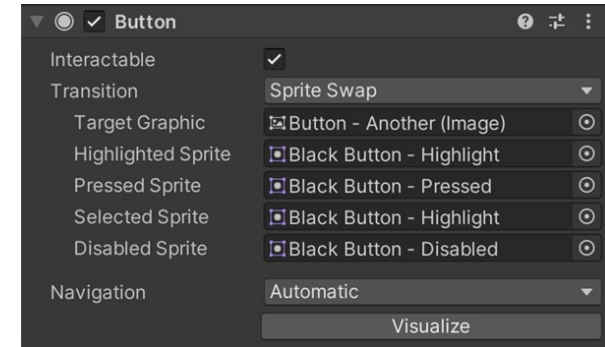 Button
Interactable
Transition Sprite Swap
Target Graphic Button - Another (Image)
Highlighted Sprite Black Button - Highlight
Pressed Sprite Black Button - Pressed
Selected Sprite Black Button - Highlight
Disabled Sprite Black Button - Disabled
Navigation Automatic
Visualize